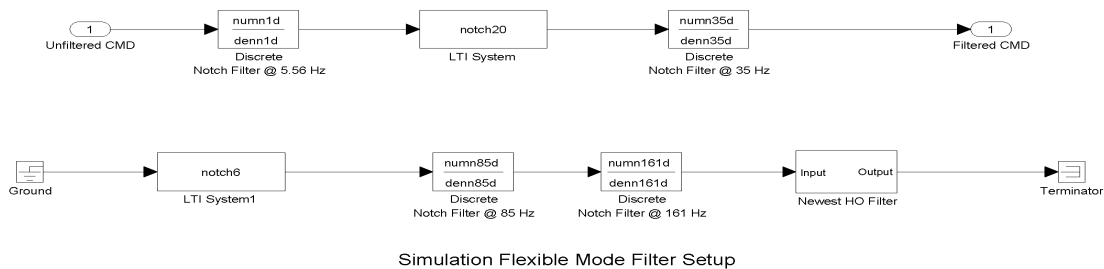 1
Unfiltered CMD
numn1d
denn1d
Discrete
Notch Filter @ 5.56 Hz
notch20
LTI System
numn35d
denn35d
Discrete
Notch Filter @ 35 Hz
1
Filtered CMD
Ground
notch6
LTI System1
numn85d
denn85d
Discrete
Notch Filter @ 85 Hz
numn161d
denn161d
Discrete
Notch Filter @ 161 Hz
Input Output
Newest HO Filter
Terminator
Simulation Flexible Mode Filter Setup